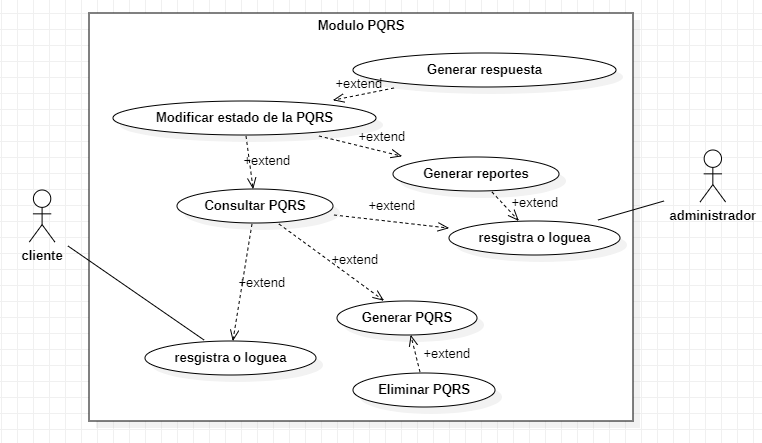 Modulo PQRS
Generar respuesta
+extend
Modificar estado de la PQRS
+extend
+extend
Generar reportes
Consultar PQRS
+extend
+extend
administrador
resgistra o loguea
cliente
+extend
+extend
Generar PQRS
resgistra o loguea
+extend
Eliminar PQRS